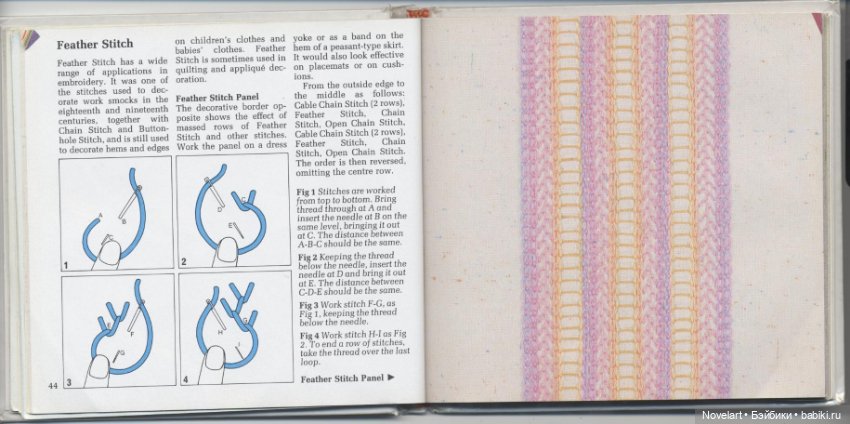 Feather Stitch
Feather Stitch has a wide
range of applications in
embroidery. It was one of
the stitches used to dec-
orate work smocks in the
eighteenth and nineteenth
centuries, together with
Chain Stitch and Button-
hole Stitch, and is still used
to decorate hems and edges
on children's clothes and
babies' clothes. Feather
Stitch is sometimes used in
quilting and appliqué dec-
oration.
Feather Stitch Panel
The decorative border op-
posite shows the effect of
massed rows of Feather
Stitch and other stitches.
Work the panel on a dress
yoke or as a band on the
hem of a peasant-type skirt.
It would also look effective
on placemats or on cush-
ions.
From the outside edge to
the middle as follows:
Cable Chain Stitch (2 rows),
Feather Stitch, Chain
Stitch, Open Chain Stitch,
Cable Chain Stitch (2 rows),
Feather Stitch, Chain
Stitch, Open Chain Stitch.
The order is then reversed,
omitting the centre row.
Fig 1 Stitches are worked
from top to bottom. Bring
thread through at A and
insert the needle at B on the
same level, bringing it out
at C. The distance between
A-B-C should be the same.
Fig 2 Keeping the thread
below the needle, insert the
needle at D and bring it out
at E. The distance between
C-D-E should be the same.
Fig 3 Work stitch F-G, as
Fig 1, keeping the thread
below the needle.
Fig 4 Work stitch H-I as Fig
2. To end a row of stitches,
take the thread over the last
loop.
Feather Stitch Panel ►
A
B
1
C
D
E
2
E
F
G
3
G
H
I
4
44
Novelart • Бэйбики • babiki.ru